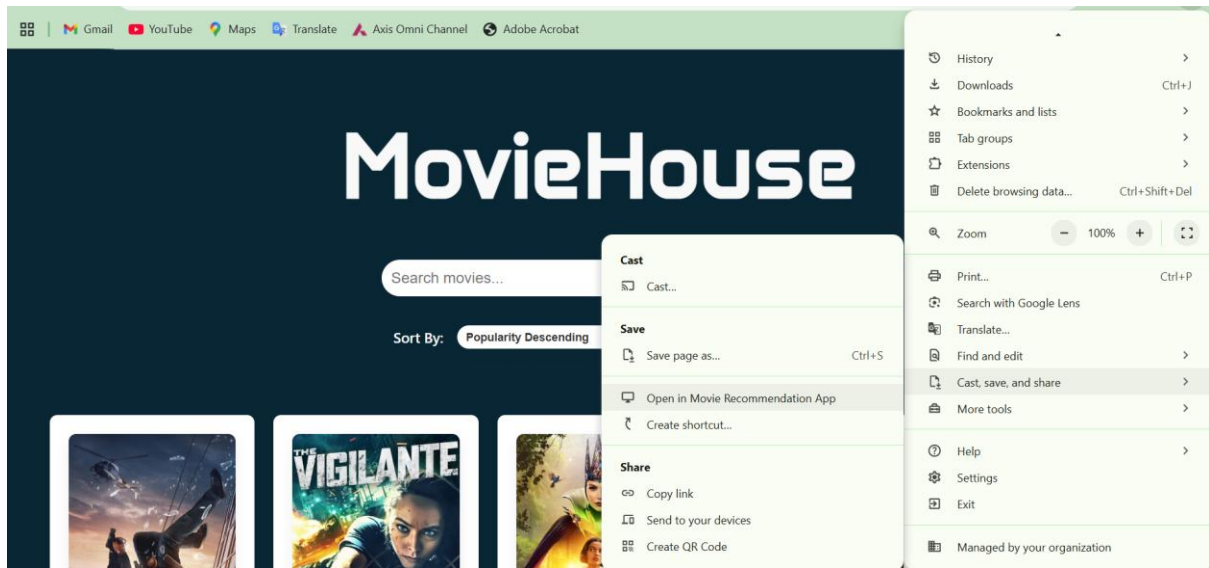 Gmail YouTube Maps Translate Axis Omni Channel Adobe Acrobat
MovieHouse
Search movies...
Sort By: Popularity Descending
THE
VIGILANTE
Cast
Cast...
Save
Save page as... Ctrl+S
Open in Movie Recommendation App
Create shortcut...
Share
Copy link
Send to your devices
Create QR Code
History
Downloads Ctrl+J
Bookmarks and lists
Tab groups
Extensions
Delete browsing data... Ctrl+Shift+Del
Zoom − 100% +
Print... Ctrl+P
Search with Google Lens
Translate...
Find and edit
Cast, save, and share
More tools
Help
Settings
Exit
Managed by your organization